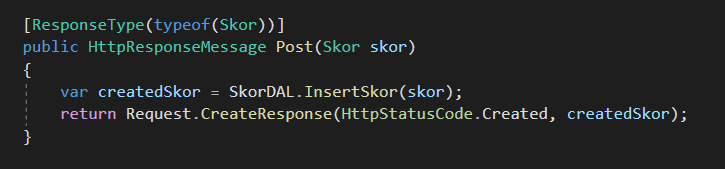 [ResponseType(typeof(Skor))]
public HttpResponseMessage Post(Skor skor)
{
    var createdSkor = SkorDAL.InsertSkor(skor);
    return Request.CreateResponse(HttpStatusCode.Created, createdSkor);
}